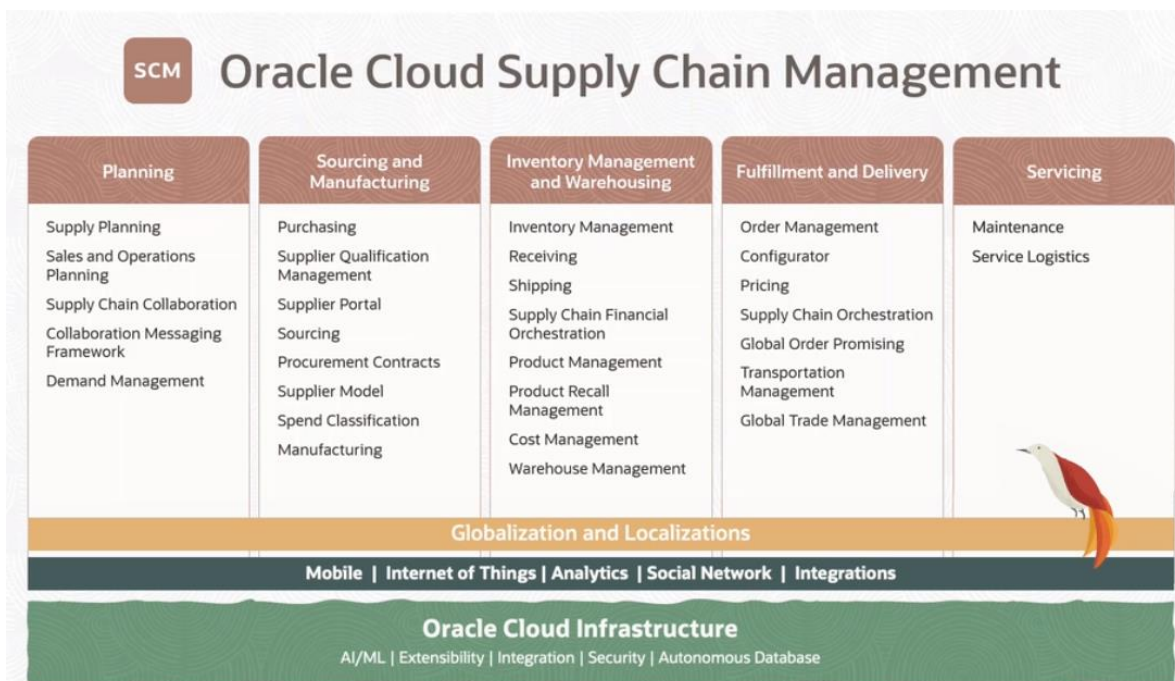 SCM
Oracle Cloud Supply Chain Management
Planning
Supply Planning
Sales and Operations
Planning
Supply Chain Collaboration
Collaboration Messaging
Framework
Demand Management
Sourcing and
Manufacturing
Purchasing
Supplier Qualification
Management
Supplier Portal
Sourcing
Procurement Contracts
Supplier Model
Spend Classification
Manufacturing
Inventory Management
and Warehousing
Inventory Management
Receiving
Shipping
Supply Chain Financial
Orchestration
Product Management
Product Recall
Management
Cost Management
Warehouse Management
Fulfillment and Delivery
Order Management
Configurator
Pricing
Supply Chain Orchestration
Global Order Promising
Transportation
Management
Global Trade Management
Servicing
Maintenance
Service Logistics
Globalization and Localizations
Mobile | Internet of Things | Analytics | Social Network | Integrations
Oracle Cloud Infrastructure
AI/ML | Extensibility | Integration | Security | Autonomous Database